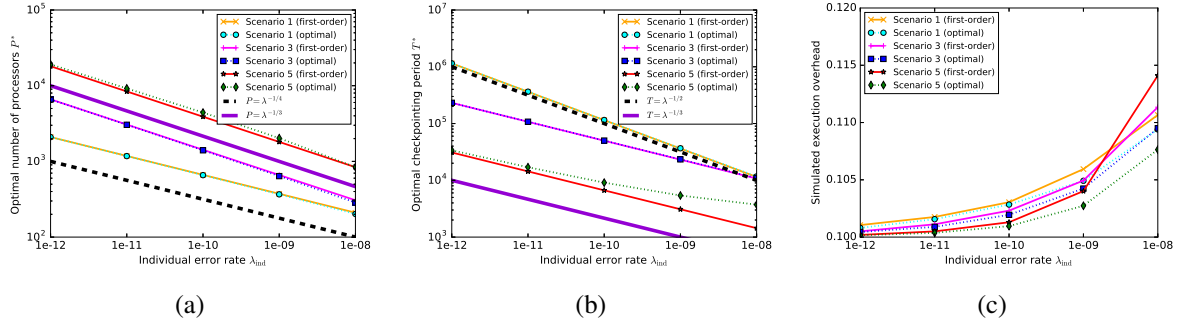 10^5
10^4
10^3
10^2
1e-12
1e-11
1e-10
1e-09
1e-08
Individual error rate λ_ind
Optimal number of processors P*
Scenario 1 (first-order)
Scenario 1 (optimal)
Scenario 3 (first-order)
Scenario 3 (optimal)
Scenario 5 (first-order)
Scenario 5 (optimal)
P = λ^{-1/4}
P = λ^{-1/3}
(a)
10^7
10^6
10^5
10^4
10^3
1e-12
1e-11
1e-10
1e-09
1e-08
Individual error rate λ_ind
Optimal checkpointing period T*
Scenario 1 (first-order)
Scenario 1 (optimal)
Scenario 3 (first-order)
Scenario 3 (optimal)
Scenario 5 (first-order)
Scenario 5 (optimal)
T = λ^{-1/2}
T = λ^{-1/3}
(b)
0.120
0.115
0.110
0.105
0.100
1e-12
1e-11
1e-10
1e-09
1e-08
Individual error rate λ_ind
Simulated execution overhead
Scenario 1 (first-order)
Scenario 1 (optimal)
Scenario 3 (first-order)
Scenario 3 (optimal)
Scenario 5 (first-order)
Scenario 5 (optimal)
(c)